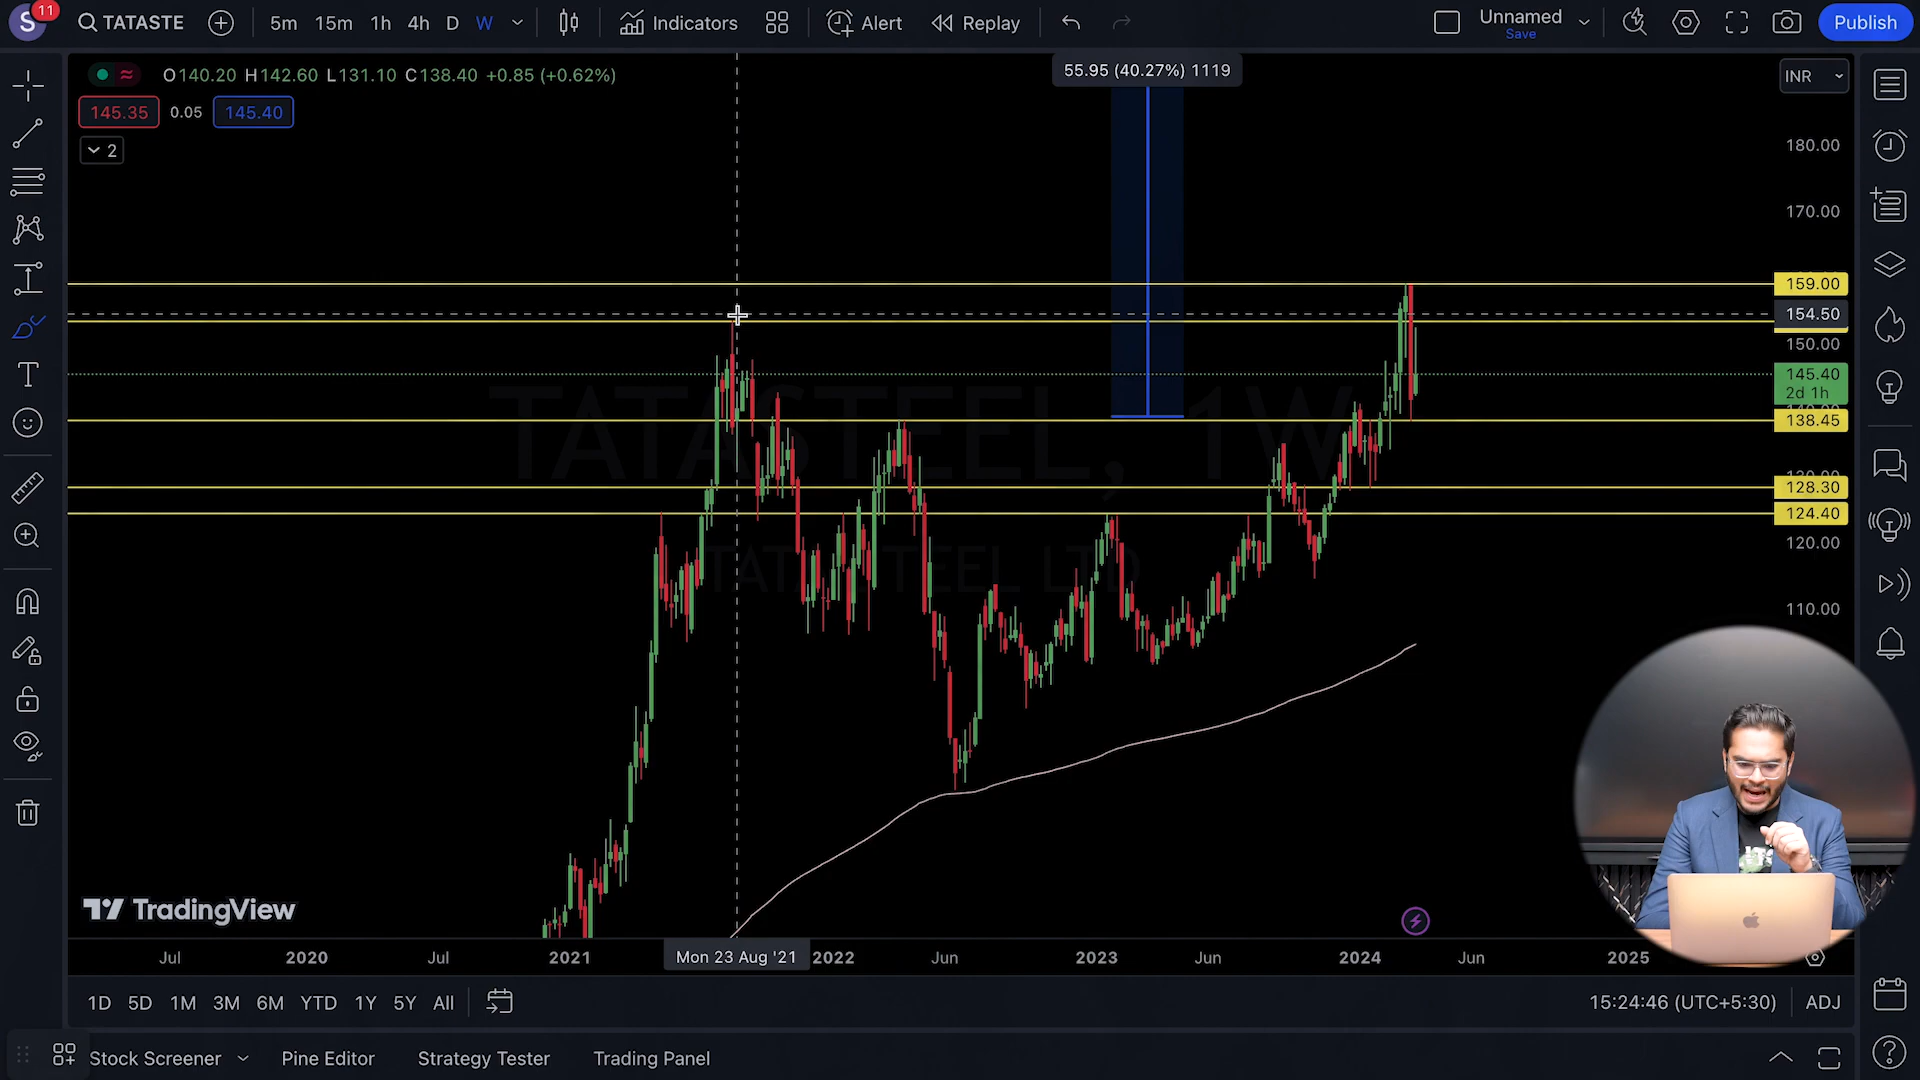 S 11 TATASTE 5m 15m 1h 4h D W Indicators Alert Replay Unnamed Save Publish
O140.20 H142.60 L131.10 C138.40 +0.85 (+0.62%)
55.95 (40.27%) 1119
INR
145.35 0.05 145.40
2
180.00
170.00
159.00
154.50
150.00
145.40
2d 1h
138.45
130.00
128.30
124.40
120.00
110.00
TATASTEEL, 1W
TATA STEEL LTD
TradingView
Jul 2020 Jul 2021 Mon 23 Aug '21 2022 Jun 2023 Jun 2024 Jun 2025
1D 5D 1M 3M 6M YTD 1Y 5Y All 15:24:46 (UTC+5:30) ADJ
Stock Screener Pine Editor Strategy Tester Trading Panel